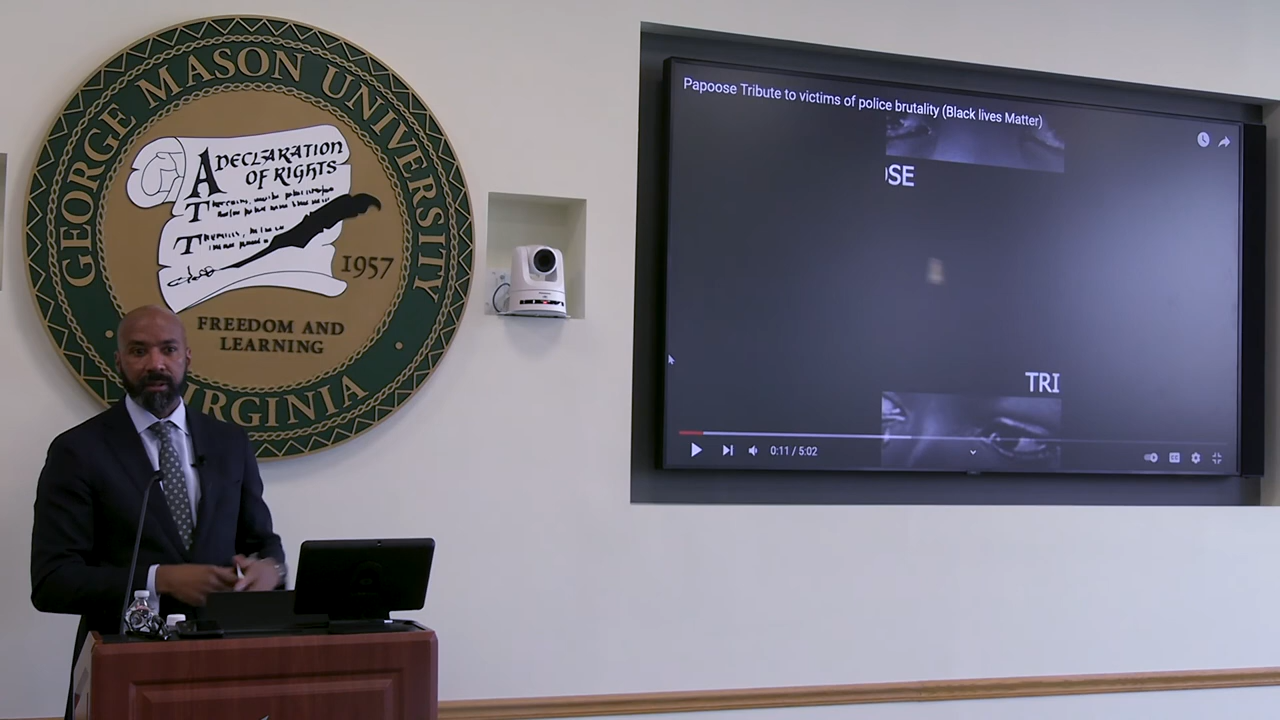 GEORGE MASON UNIVERSITY
A DECLARATION
OF RIGHTS
1957
FREEDOM AND
LEARNING
VIRGINIA
Papoose Tribute to victims of police brutality (Black lives Matter)
OSE
TRI
0:11 / 5:02